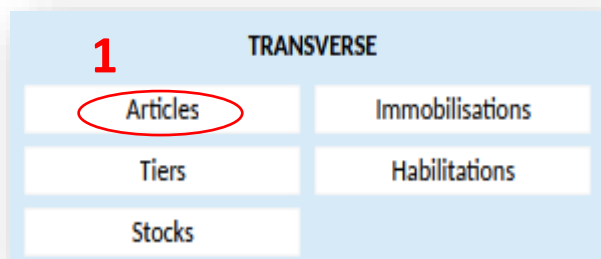 TRANSVERSE
1
Articles
Immobilisations
Tiers
Habilitations
Stocks